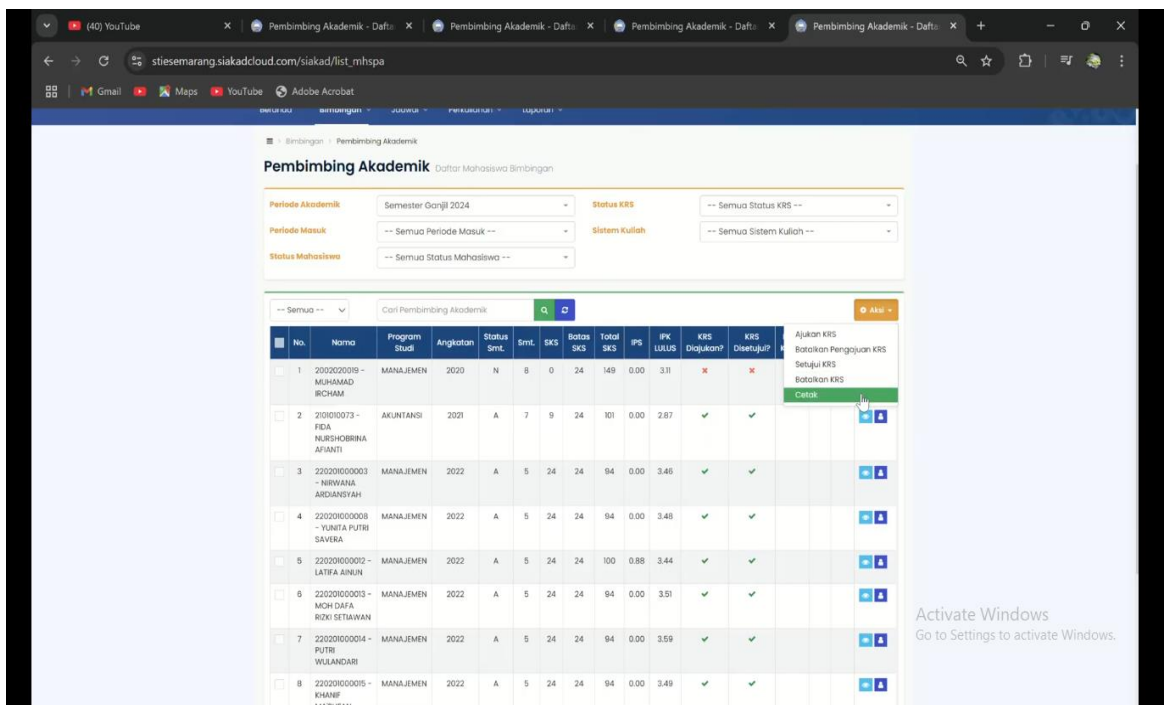 (40) YouTube
Pembimbing Akademik - Dafta
Pembimbing Akademik - Dafta
Pembimbing Akademik - Dafta
Pembimbing Akademik - Dafta
stiesemarang.siakadcloud.com/siakad/list_mhspa
Gmail Maps YouTube Adobe Acrobat
Beranda Bimbingan Jadwal Perkuliahan Laporan
Bimbingan Pembimbing Akademik
Pembimbing Akademik Daftar Mahasiswa Bimbingan
Periode Akademik Semester Ganjil 2024 Status KRS -- Semua Status KRS --
Periode Masuk -- Semua Periode Masuk -- Sistem Kuliah -- Semua Sistem Kuliah --
Status Mahasiswa -- Semua Status Mahasiswa --
-- Semua -- Cari Pembimbing Akademik Aksi
Ajukan KRS
Batalkan Pengajuan KRS
Setujui KRS
Batalkan KRS
Cetak
No. Nama Program Studi Angkatan Status Smt. Smt. SKS Batas SKS Total SKS IPS IPK LULUS KRS Diajukan? KRS Disetujui?
1 2002020019 - MANAJEMEN 2020 N 8 0 24 149 0.00 3.11
MUHAMAD
IRCHAM
2 2101010073 - AKUNTANSI 2021 A 7 9 24 101 0.00 2.87
FIDA
NURSHOBRINA
AFIANTI
3 220201000003 MANAJEMEN 2022 A 5 24 24 94 0.00 3.46
- NIRWANA
ARDIANSYAH
4 220201000008 MANAJEMEN 2022 A 5 24 24 94 0.00 3.48
- YUNITA PUTRI
SAVERA
5 220201000012 - MANAJEMEN 2022 A 5 24 24 100 0.88 3.44
LATIFA AINUN
6 220201000013 - MANAJEMEN 2022 A 5 24 24 94 0.00 3.51
MOH DAFA
RIZKI SETIAWAN
7 220201000014 - MANAJEMEN 2022 A 5 24 24 94 0.00 3.59
PUTRI
WULANDARI
8 220201000015 - MANAJEMEN 2022 A 5 24 24 94 0.00 3.49
KHANIF
Activate Windows
Go to Settings to activate Windows.